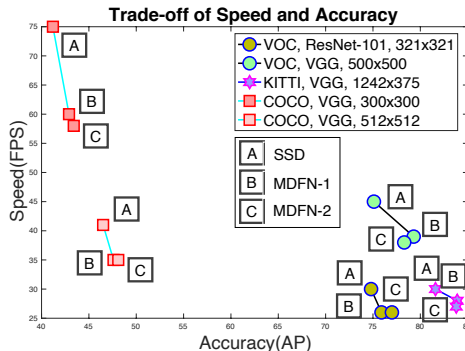 Trade-off of Speed and Accuracy
VOC, ResNet-101, 321x321
VOC, VGG, 500x500
KITTI, VGG, 1242x375
COCO, VGG, 300x300
COCO, VGG, 512x512
A SSD
B MDFN-1
C MDFN-2
A
B
C
A
B C
A
B
C
A
B
C
A
B
C
Speed(FPS)
75
70
65
60
55
50
45
40
35
30
25
40 45 50 55 60 65 70 75 80
Accuracy(AP)